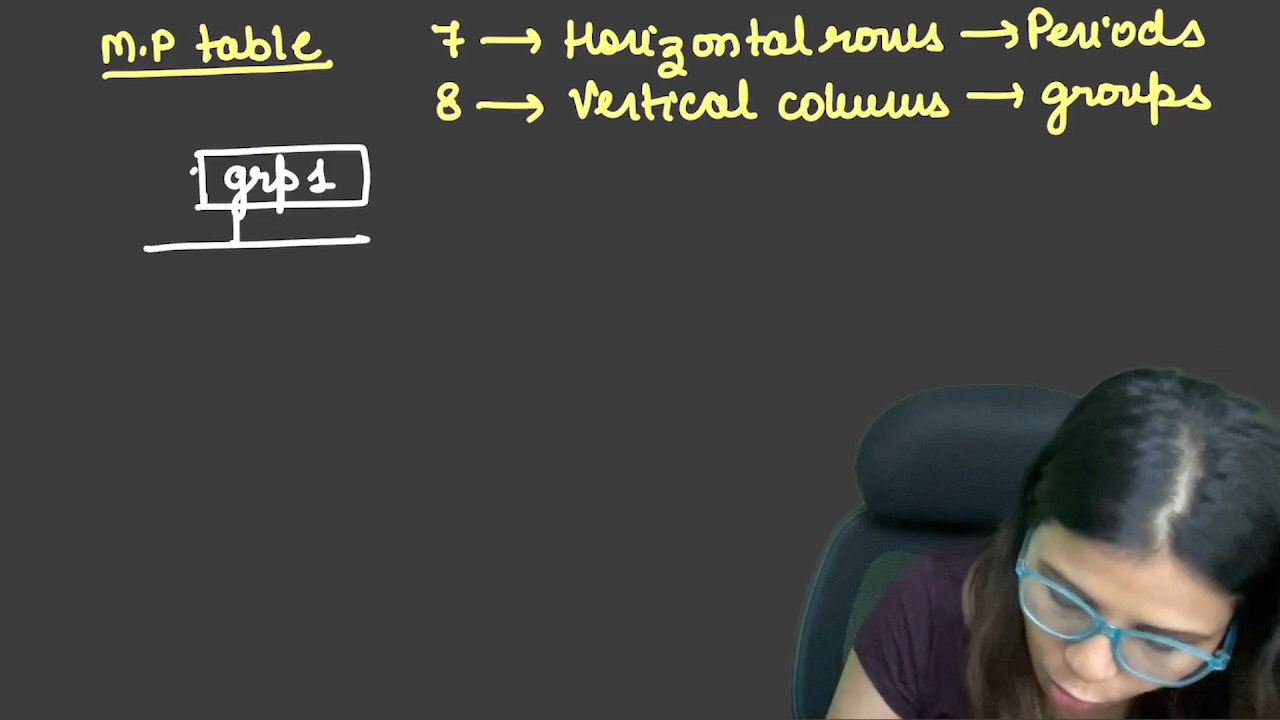 M.P table
7 → Horizontal rows → Periods
8 → Vertical columns → groups
grp 1